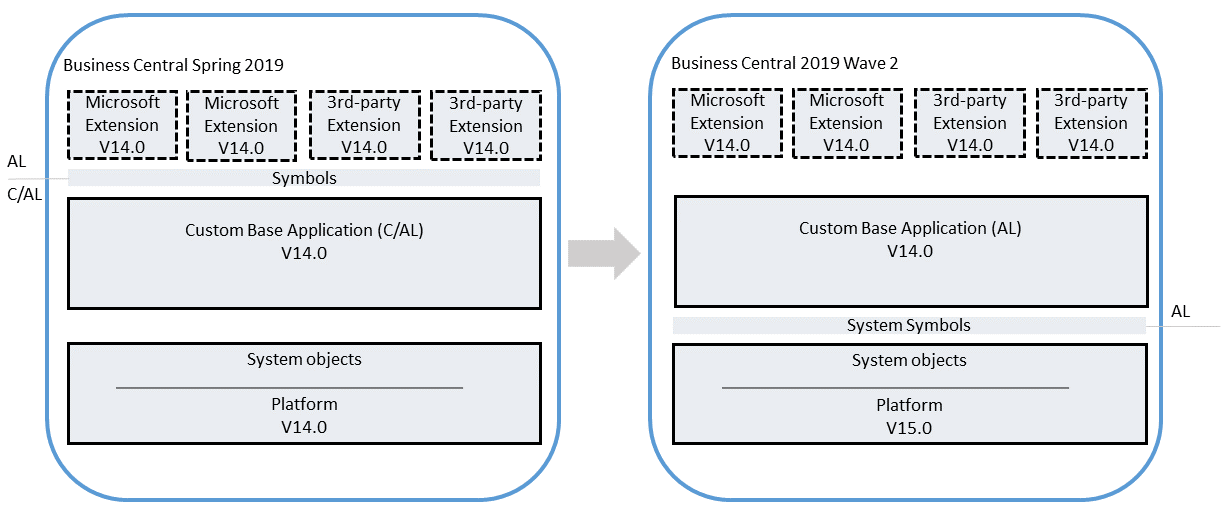 Business Central Spring 2019
Microsoft
Extension
V14.0
Microsoft
Extension
V14.0
3rd-party
Extension
V14.0
3rd-party
Extension
V14.0
AL
Symbols
C/AL
Custom Base Application (C/AL)
V14.0
System objects
Platform
V14.0
Business Central 2019 Wave 2
Microsoft
Extension
V14.0
Microsoft
Extension
V14.0
3rd-party
Extension
V14.0
3rd-party
Extension
V14.0
Custom Base Application (AL)
V14.0
AL
System Symbols
System objects
Platform
V15.0